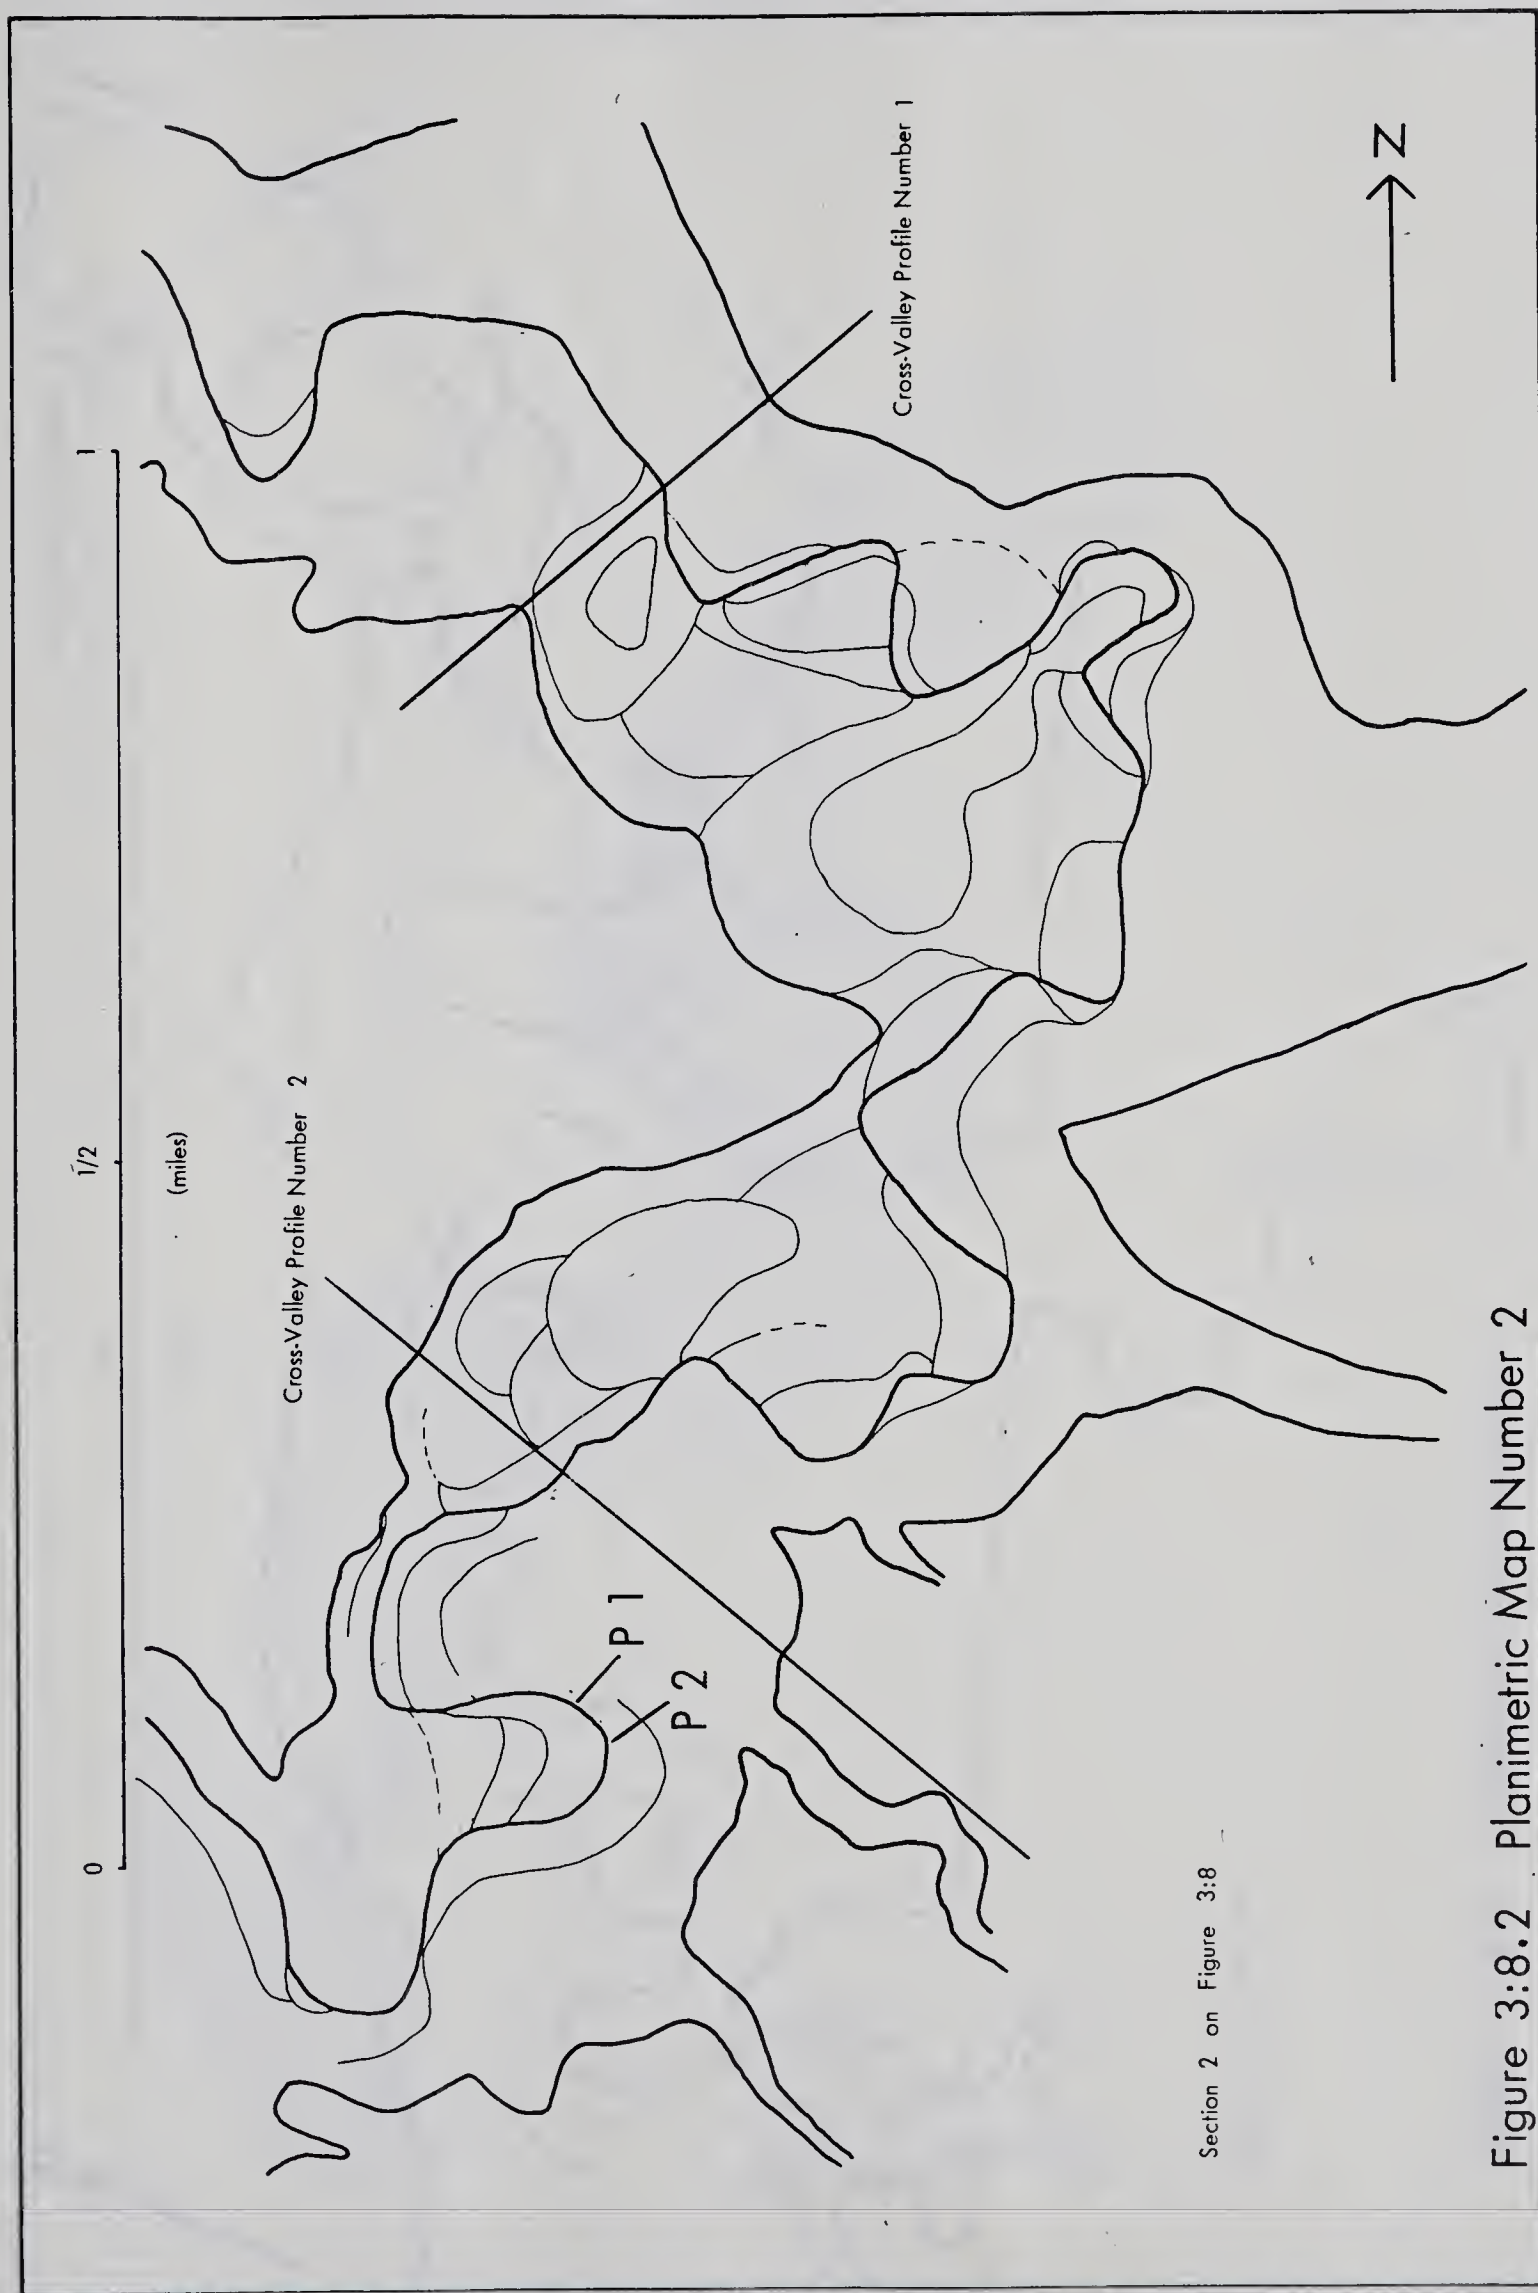 0 1/2 1
(miles)
Cross-Valley Profile Number 2
Cross-Valley Profile Number 1
P 1
P 2
N
Section 2 on Figure 3:8
Figure 3:8.2 Planimetric Map Number 2